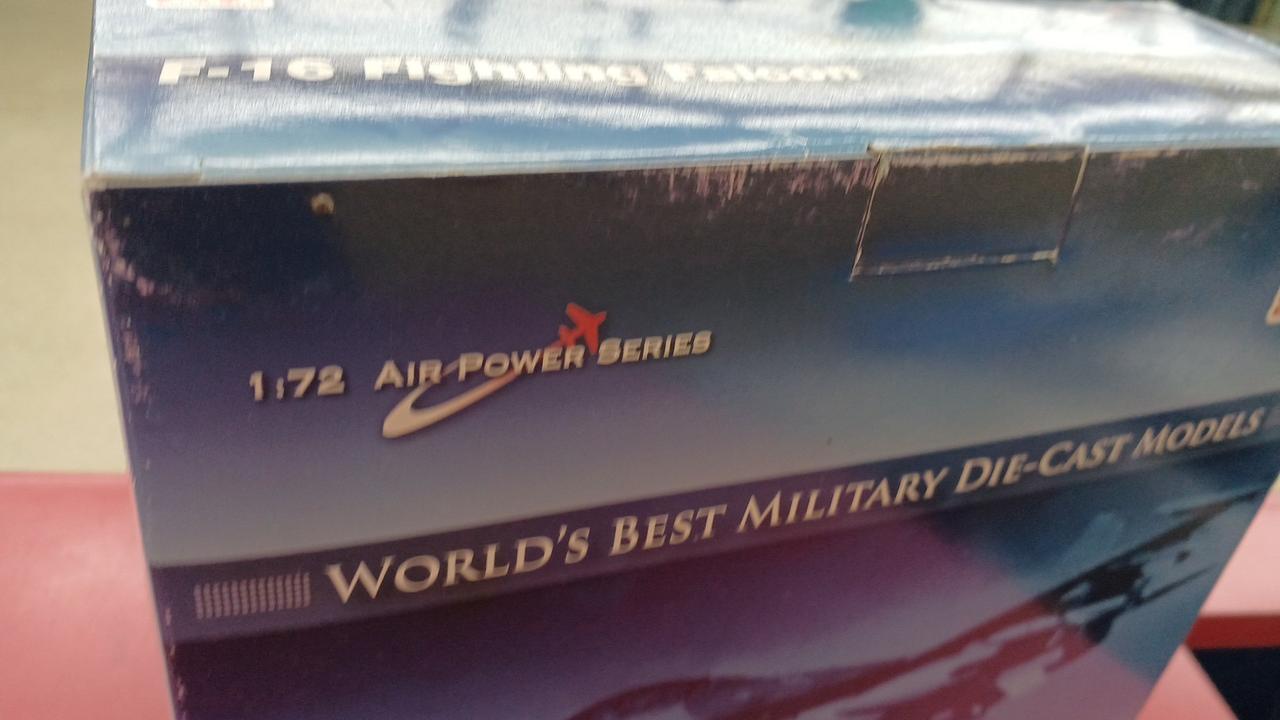 F-16 Fighting Falcon
1:72 AIR POWER SERIES
WORLD'S BEST MILITARY DIE-CAST MODELS